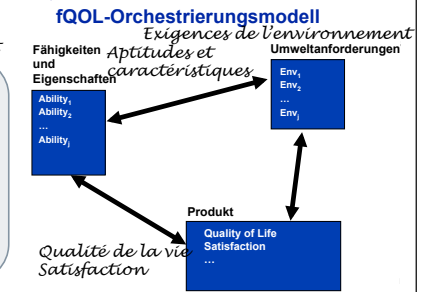 fQOL-Orchestrierungsmodell
Exigences de l'environnement
Fähigkeiten
und
Eigenschaften
Aptitudes et
caractéristiques
Umweltanforderungen
Ability1
Ability2
...
Abilityj
Env1
Env2
...
Envj
Produkt
Quality of Life
Satisfaction
...
Qualité de la vie
Satisfaction